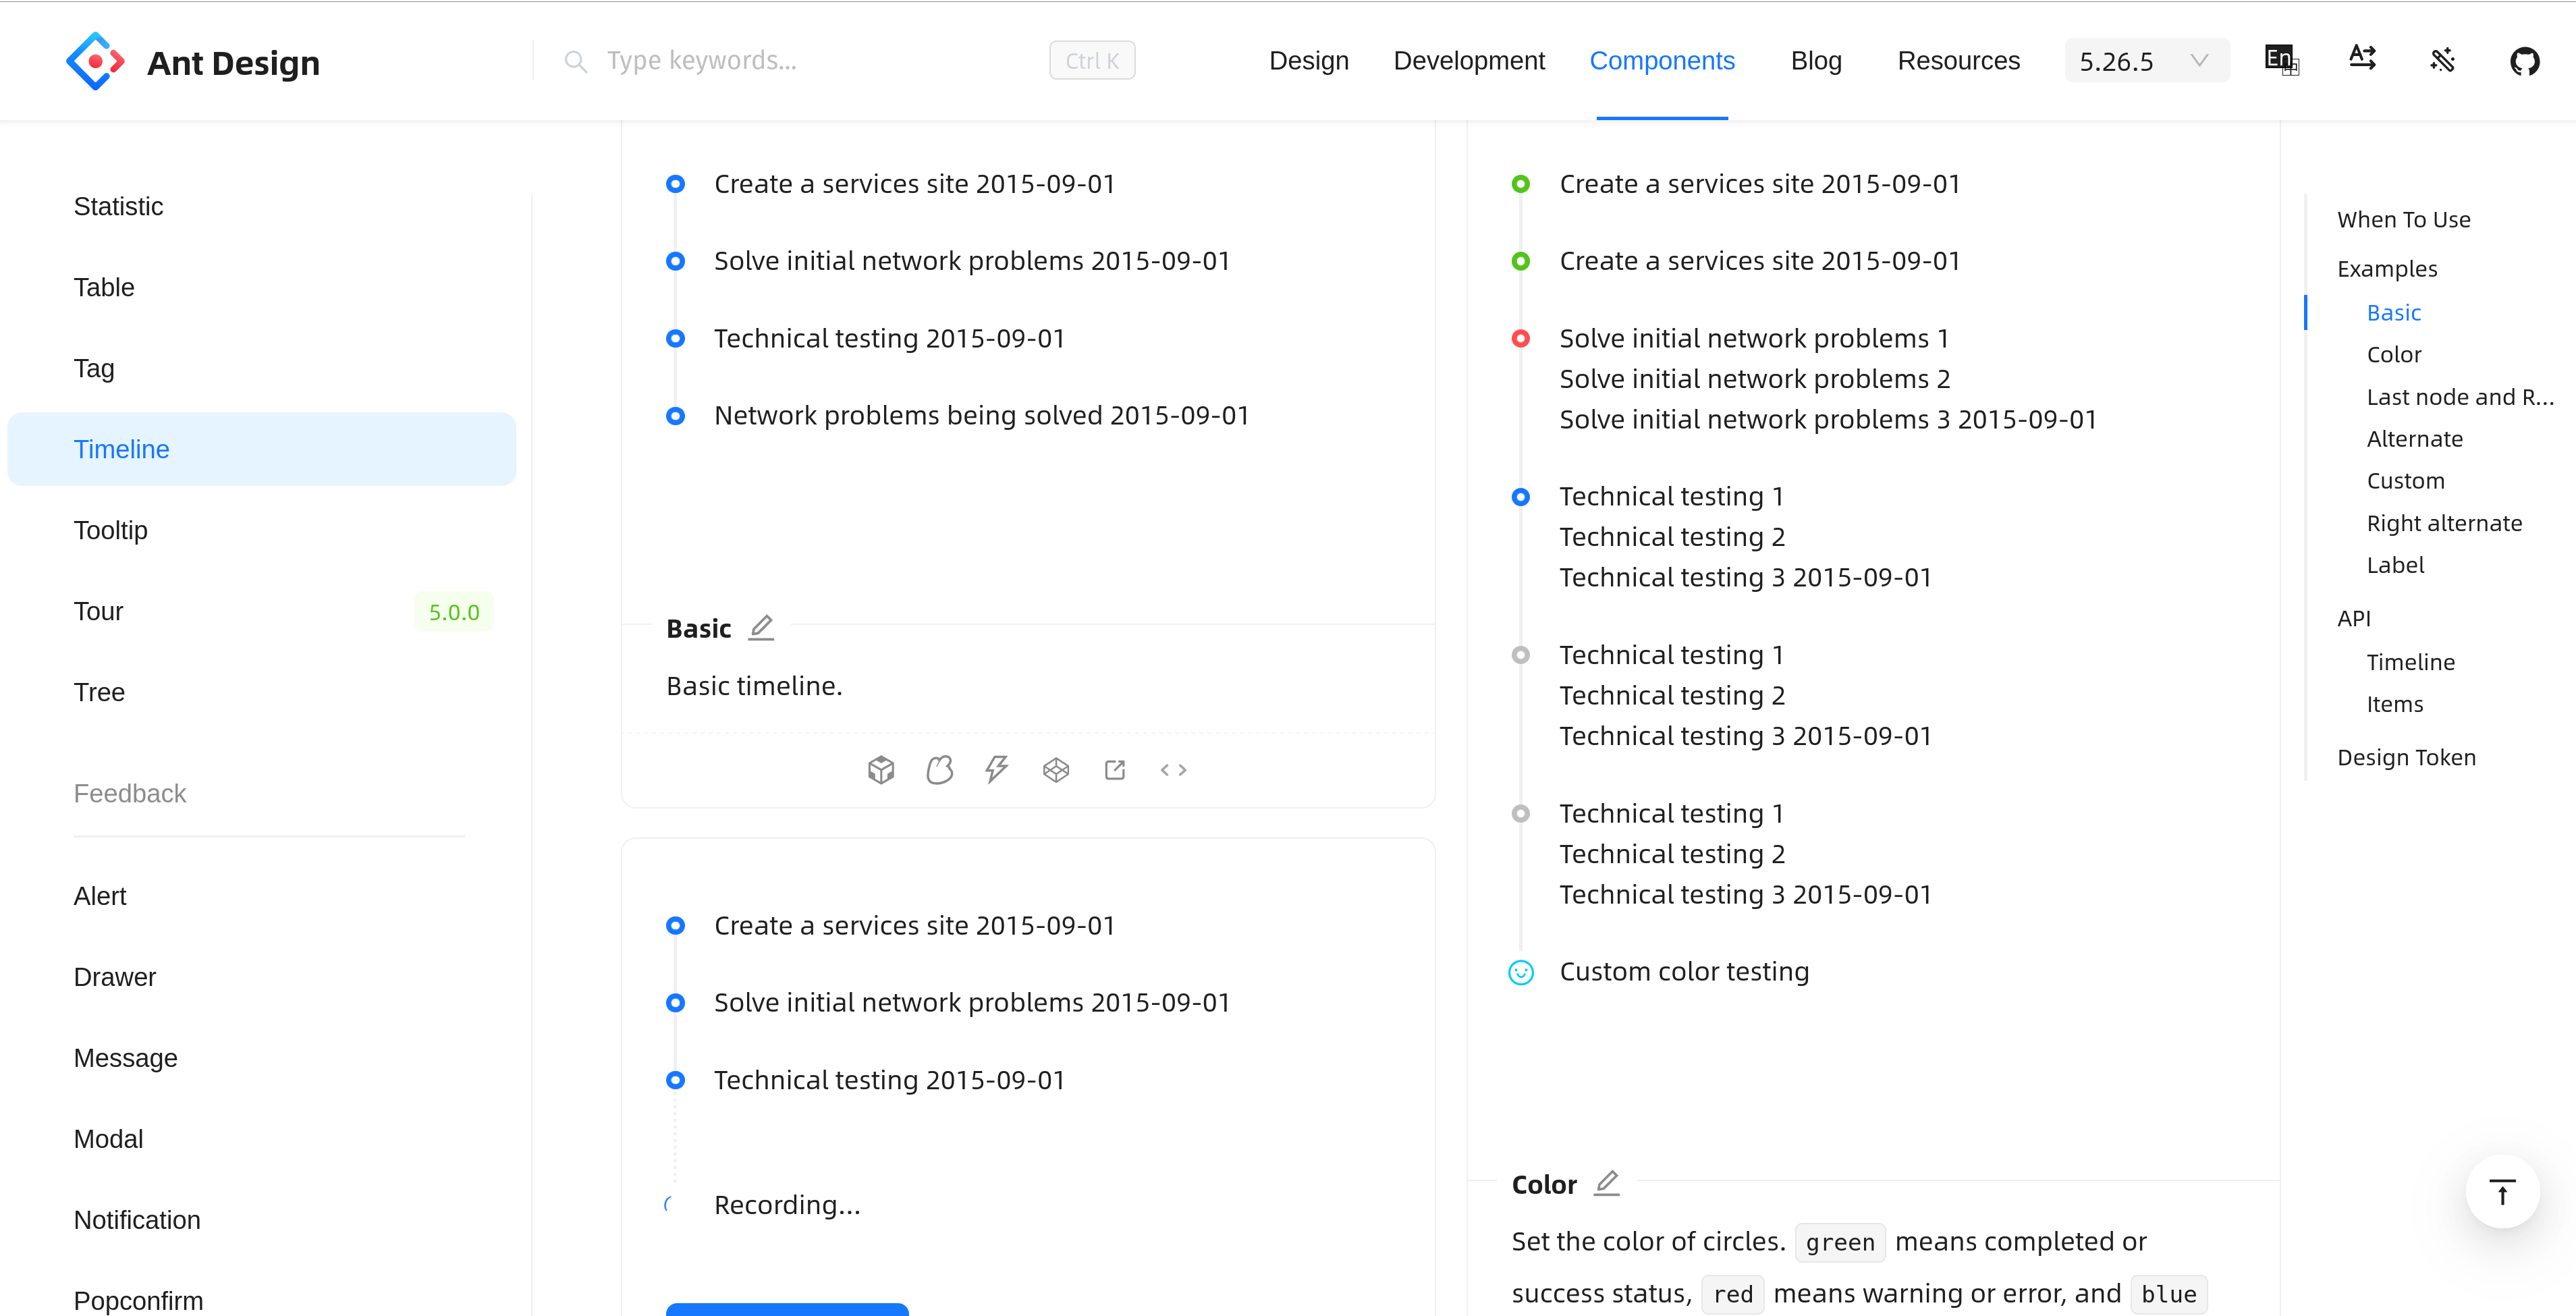 Ant Design
Type keywords...
Ctrl K
Design
Development
Components
Blog
Resources
5.26.5
En
Statistic
Table
Tag
Timeline
Tooltip
Tour
5.0.0
Tree
Feedback
Alert
Drawer
Message
Modal
Notification
Popconfirm
Create a services site 2015-09-01
Solve initial network problems 2015-09-01
Technical testing 2015-09-01
Network problems being solved 2015-09-01
Basic
Basic timeline.
Create a services site 2015-09-01
Solve initial network problems 2015-09-01
Technical testing 2015-09-01
Recording...
Create a services site 2015-09-01
Create a services site 2015-09-01
Solve initial network problems 1
Solve initial network problems 2
Solve initial network problems 3 2015-09-01
Technical testing 1
Technical testing 2
Technical testing 3 2015-09-01
Technical testing 1
Technical testing 2
Technical testing 3 2015-09-01
Technical testing 1
Technical testing 2
Technical testing 3 2015-09-01
Custom color testing
Color
Set the color of circles. green means completed or
success status, red means warning or error, and blue
When To Use
Examples
Basic
Color
Last node and R...
Alternate
Custom
Right alternate
Label
API
Timeline
Items
Design Token